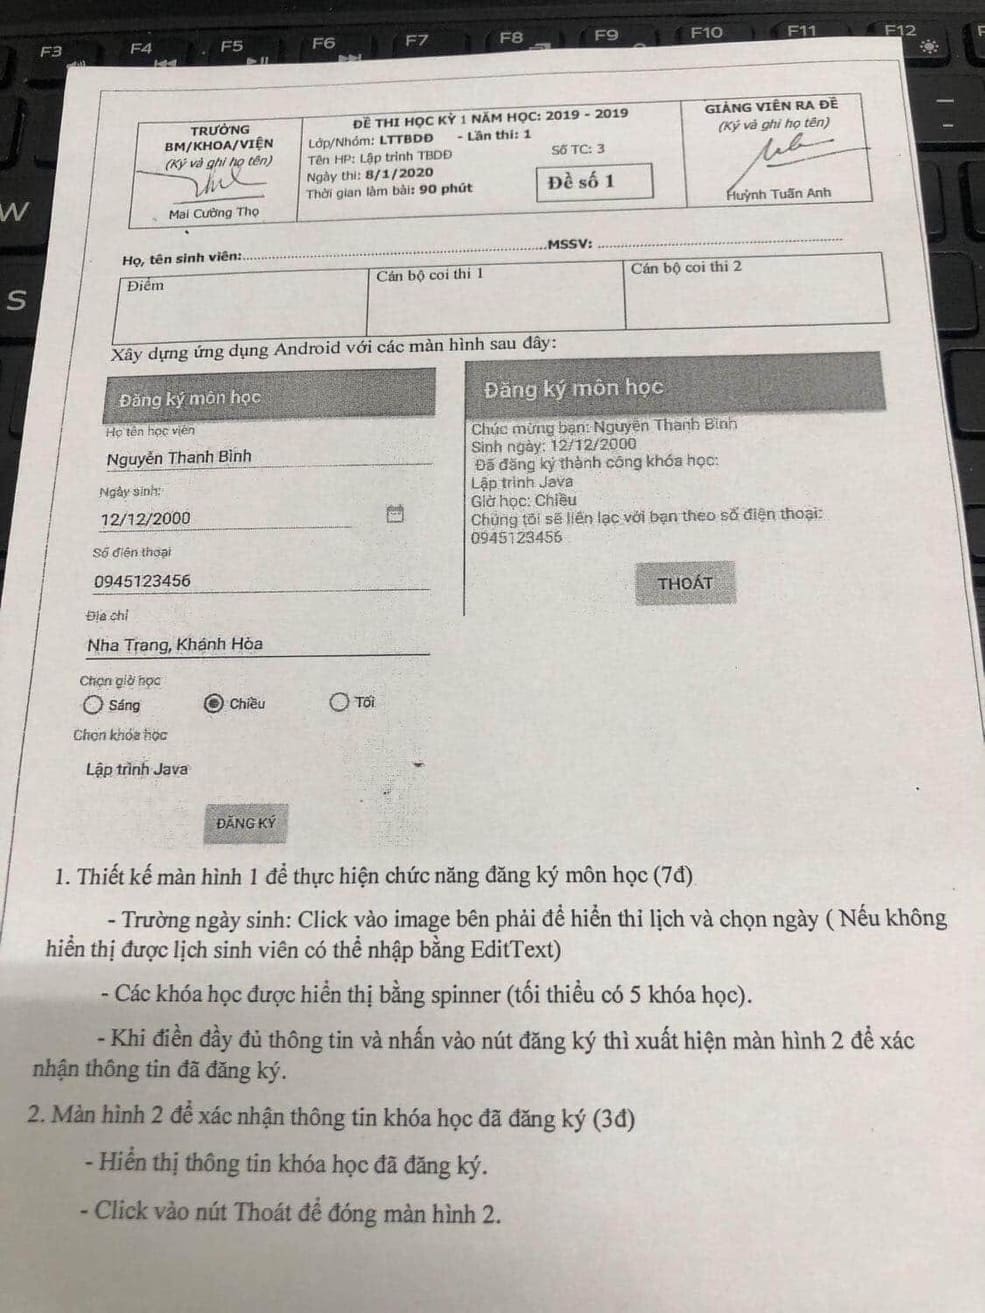 F3 F4 F5 F6 F7 F8 F9 F10 F11 F12
W
S
TRƯỞNG
BM/KHOA/VIỆN
(Ký và ghi họ tên)
Mai Cường Thọ
ĐỀ THI HỌC KỲ 1 NĂM HỌC: 2019 - 2019
Lớp/Nhóm: LTTBDĐ - Lần thi: 1
Tên HP: Lập trình TBDĐ Số TC: 3
Ngày thi: 8/1/2020
Thời gian làm bài: 90 phút
Đề số 1
GIẢNG VIÊN RA ĐỀ
(Ký và ghi họ tên)
Huỳnh Tuấn Anh
Họ, tên sinh viên:..........MSSV: ..........
Điểm
Cán bộ coi thi 1
Cán bộ coi thi 2
Xây dựng ứng dụng Android với các màn hình sau đây:
Đăng ký môn học
Họ tên học viên
Nguyễn Thanh Bình
Ngày sinh:
12/12/2000
Số điện thoại
0945123456
Địa chỉ
Nha Trang, Khánh Hòa
Chọn giờ học
Sáng Chiều Tối
Chọn khóa học
Lập trình Java
ĐĂNG KÝ
Đăng ký môn học
Chúc mừng bạn: Nguyễn Thanh Bình
Sinh ngày: 12/12/2000
Đã đăng ký thành công khóa học:
Lập trình Java
Giờ học: Chiều
Chúng tôi sẽ liên lạc với bạn theo số điện thoại:
0945123456
THOÁT
1. Thiết kế màn hình 1 để thực hiện chức năng đăng ký môn học (7đ)
- Trường ngày sinh: Click vào image bên phải để hiển thi lịch và chọn ngày ( Nếu không
hiển thị được lịch sinh viên có thể nhập bằng EditText)
- Các khóa học được hiển thị bằng spinner (tối thiểu có 5 khóa học).
- Khi điền đầy đủ thông tin và nhấn vào nút đăng ký thì xuất hiện màn hình 2 để xác
nhận thông tin đã đăng ký.
2. Màn hình 2 để xác nhận thông tin khóa học đã đăng ký (3đ)
- Hiển thị thông tin khóa học đã đăng ký.
- Click vào nút Thoát để đóng màn hình 2.